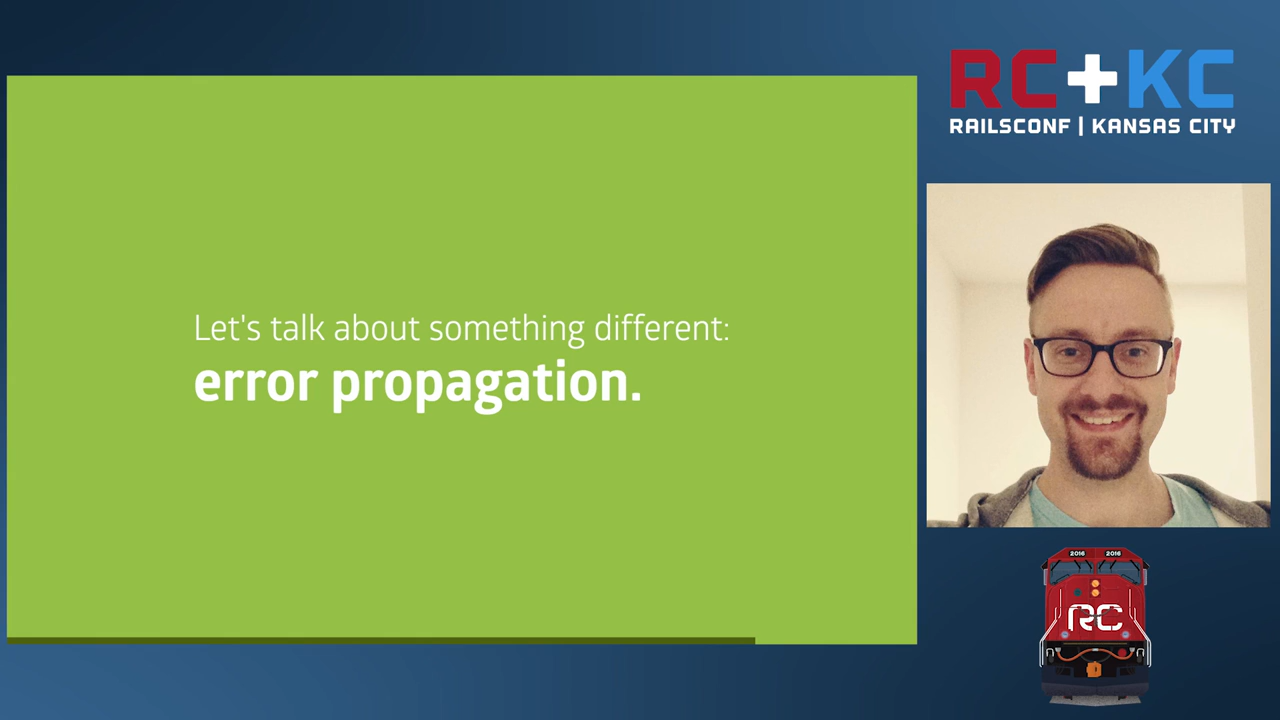 Let's talk about something different:
error propagation.
RC+KC
RAILSCONF | KANSAS CITY
2016 2016
RC